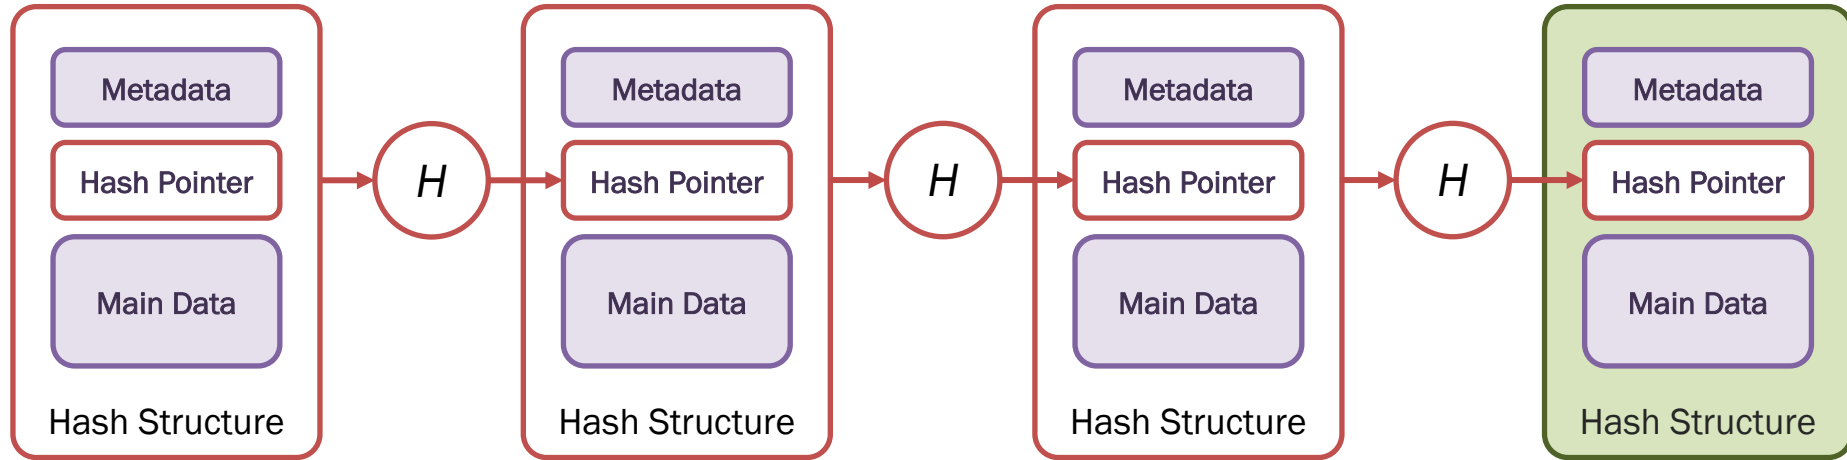 Metadata
Hash Pointer
Main Data
Hash Structure
H
Metadata
Hash Pointer
Main Data
Hash Structure
H
Metadata
Hash Pointer
Main Data
Hash Structure
H
Metadata
Hash Pointer
Main Data
Hash Structure